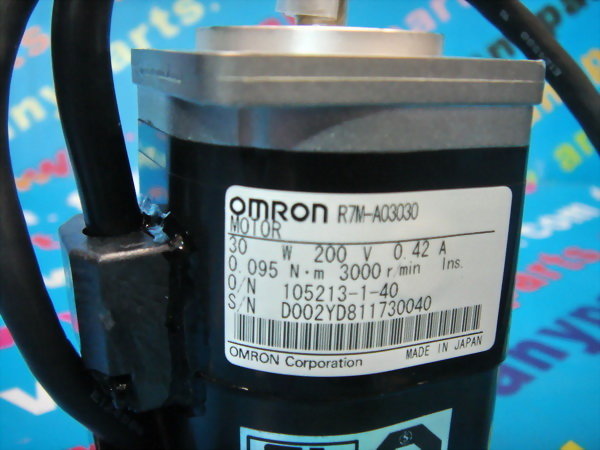 OMRON R7M-A03030
MOTOR
30 W 200 V 0.42 A
0.095 N·m 3000 r/min Ins.
O/N 105213-1-40
S/N D002YD811730040
OMRON Corporation MADE IN JAPAN